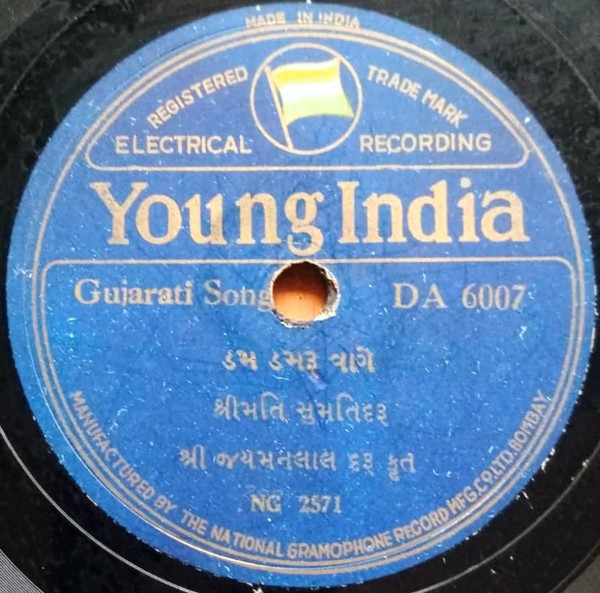 MADE IN INDIA
REGISTERED TRADE MARK
ELECTRICAL RECORDING
Young India
Gujarati Song DA 6007
ડમ ડમરૂ વાગે
શ્રીમતિ સુમતિદરૂ
શ્રી જયમનલાલ દરૂ કૃત
NG 2571
MANUFACTURED BY THE NATIONAL GRAMOPHONE RECORD MFG.CO.LTD.BOMBAY